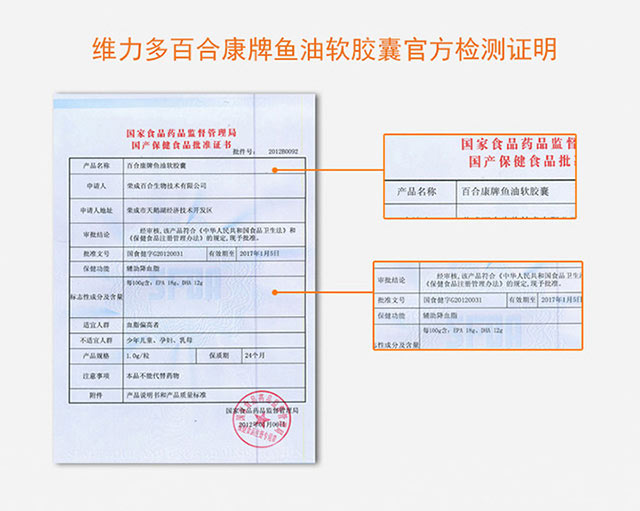 维力多百合康牌鱼油软胶囊官方检测证明
国家食品药品监督管理局
国产保健食品批准证书
批件号： 2012B0092
产品名称 百合康牌鱼油软胶囊
申请人 荣成百合生物技术有限公司
申请人地址 荣成市天鹅湖经济技术开发区
审批结论 经审核,该产品符合《中华人民共和国食品卫生法》和
《保健食品注册管理办法》的规定,现予批准。
批准文号 国食健字G20120031 有效期至 2017年1月5日
保健功能 辅助降血脂
标志性成分及含量 每100g含: EPA 18g、DHA 12g
适宜人群 血脂偏高者
不适宜人群 少年儿童、孕妇、乳母
产品规格 1.0g/粒 保质期 24个月
注意事项 本品不能代替药物
附件 产品说明书和产品质量标准
国家食品药品监督管理局
2012年01月06日
国家食品药品监督
国产保健食品批准
产品名称 百合康牌鱼油软胶囊
审批结论 经审核,该产品符合《中华人民共和国食品卫生法
《保健食品注册管理办法》的规定,现予批准。
批准文号 国食健字G20120031 有效期至 2017年1月5日
保健功能 辅助降血脂
志性成分及含量 每100g含: EPA 18g、DHA 12g